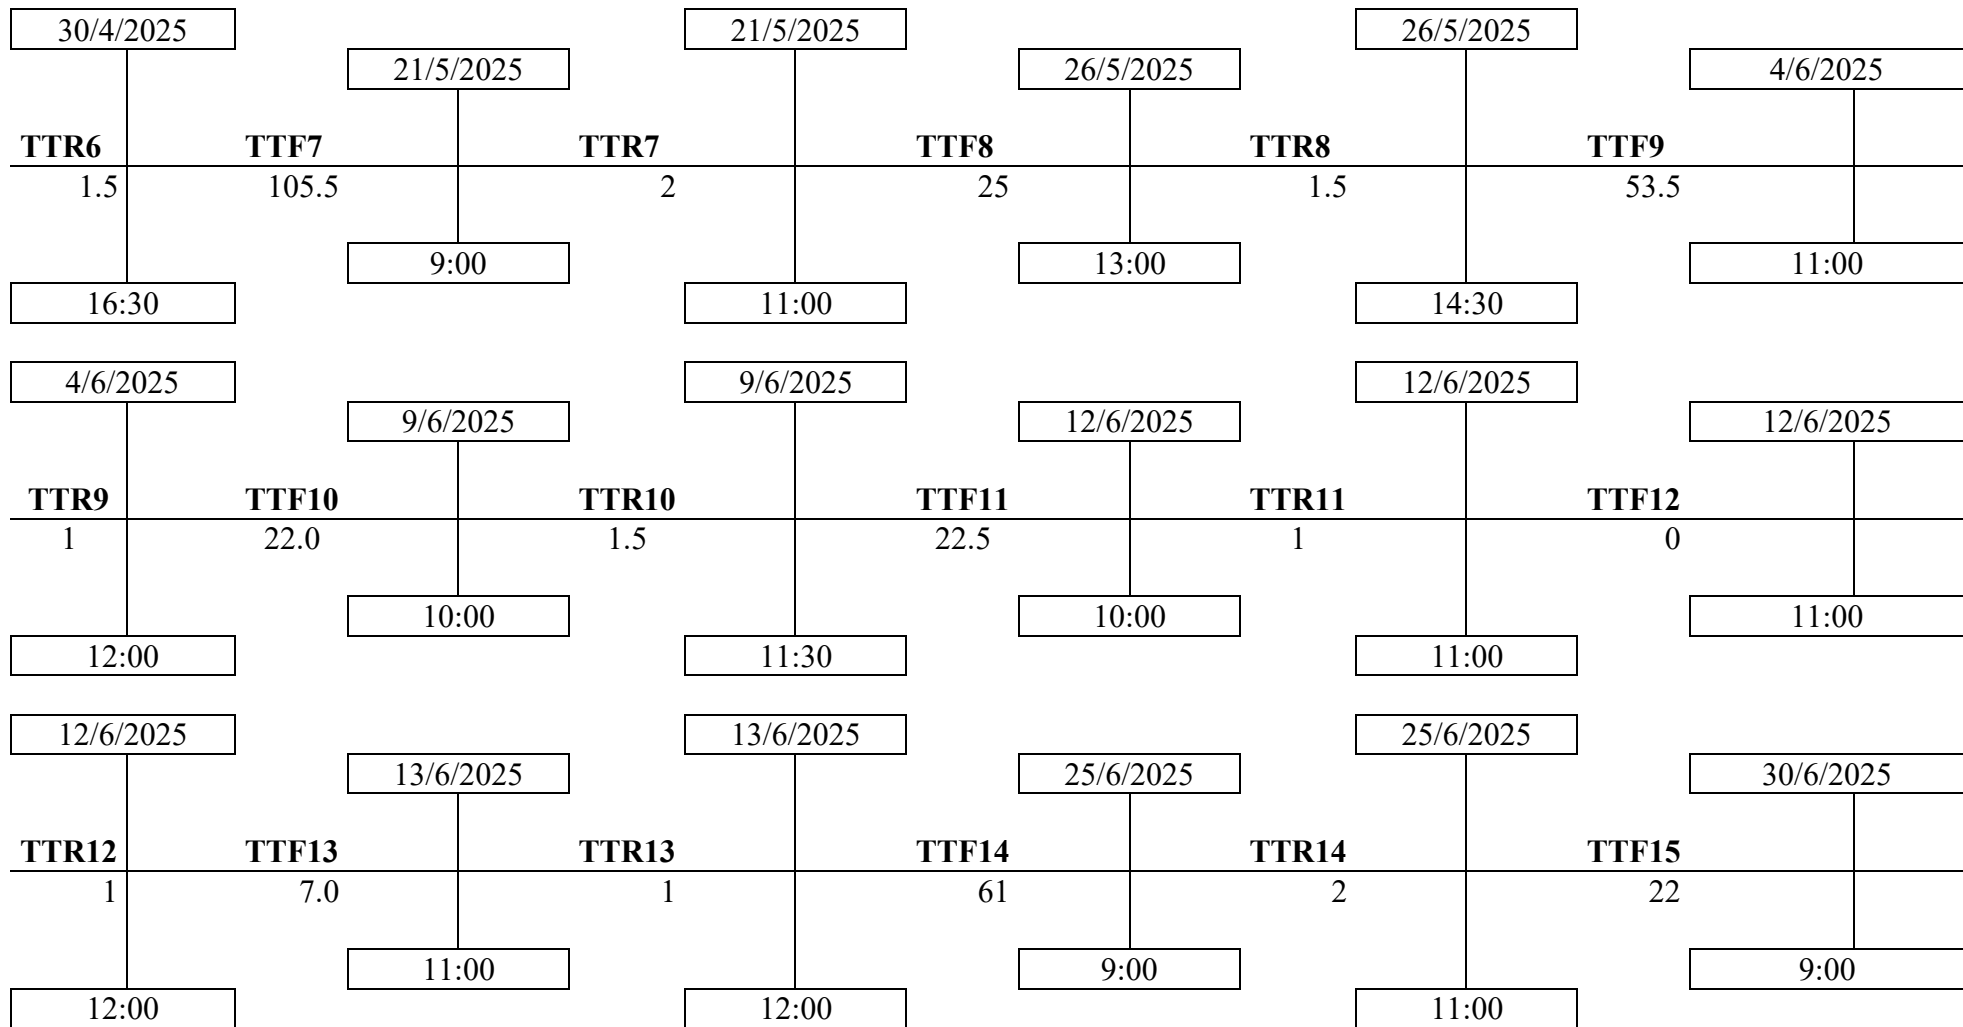 30/4/2025 21/5/2025 26/5/2025
21/5/2025 26/5/2025 4/6/2025
TTR6 TTF7 TTR7 TTF8 TTR8 TTF9
1.5 105.5 2 25 1.5 53.5
9:00 13:00 11:00
16:30 11:00 14:30
4/6/2025 9/6/2025 12/6/2025
9/6/2025 12/6/2025 12/6/2025
TTR9 TTF10 TTR10 TTF11 TTR11 TTF12
1 22.0 1.5 22.5 1 0
10:00 10:00 11:00
12:00 11:30 11:00
12/6/2025 13/6/2025 25/6/2025
13/6/2025 25/6/2025 30/6/2025
TTR12 TTF13 TTR13 TTF14 TTR14 TTF15
1 7.0 1 61 2 22
11:00 9:00 9:00
12:00 12:00 11:00